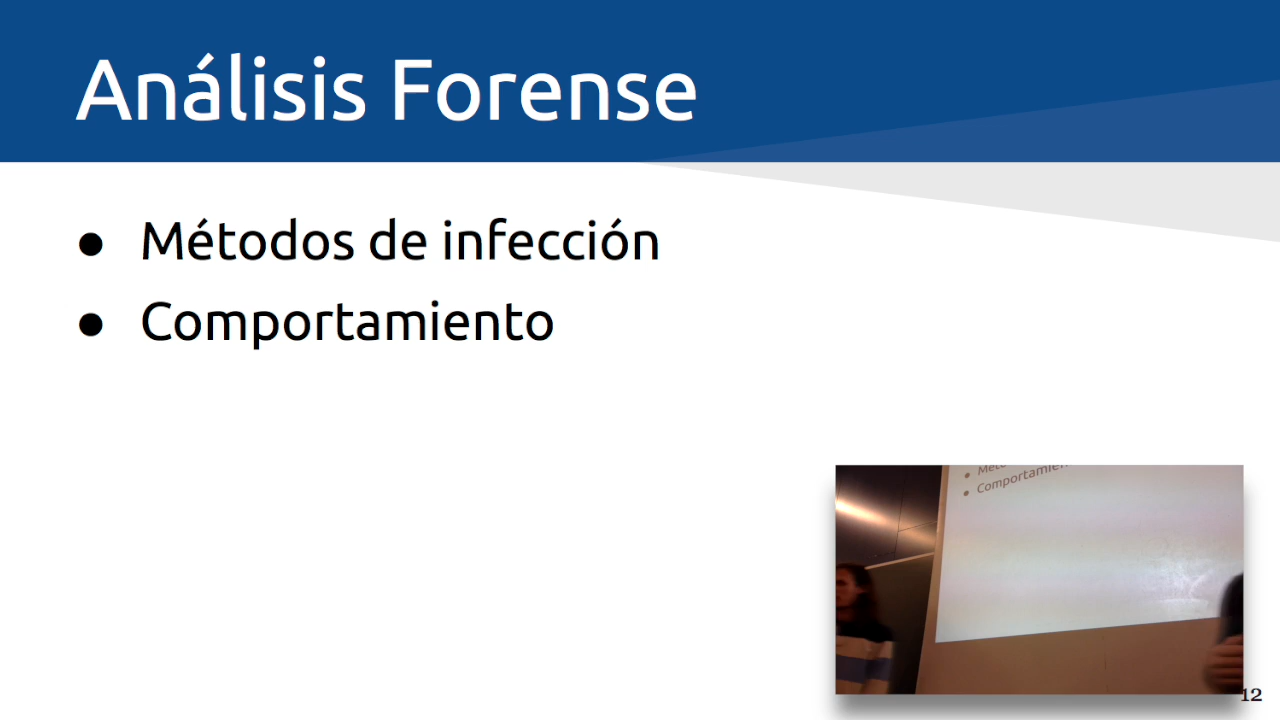 Análisis Forense
● Métodos de infección
● Comportamiento
● Comportamien
12